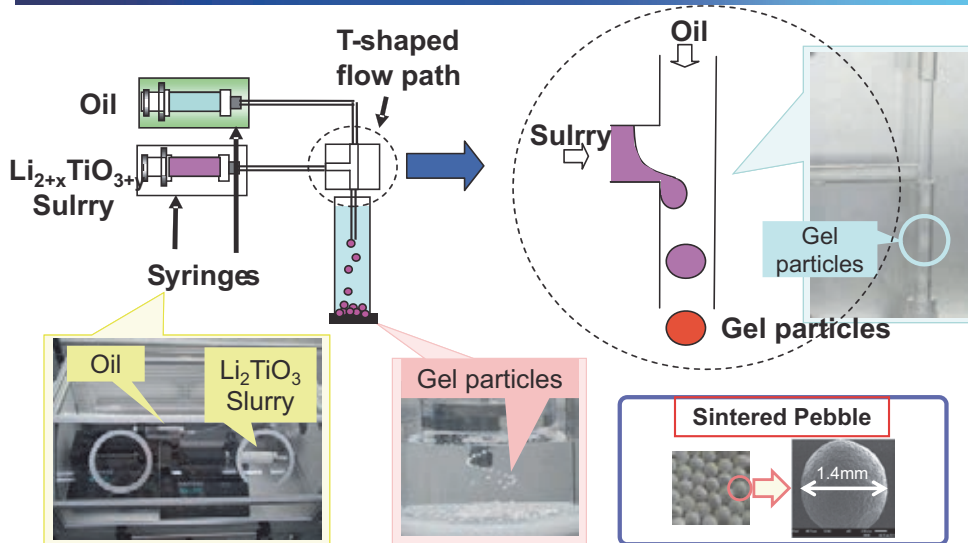 T-shaped
flow path
Oil
Li₂₊ₓTiO₃₊ᵧ
Sulrry
Syringes
Oil
Sulrry
Gel
particles
Gel particles
Oil
Li₂TiO₃
Slurry
Gel particles
Sintered Pebble
1.4mm